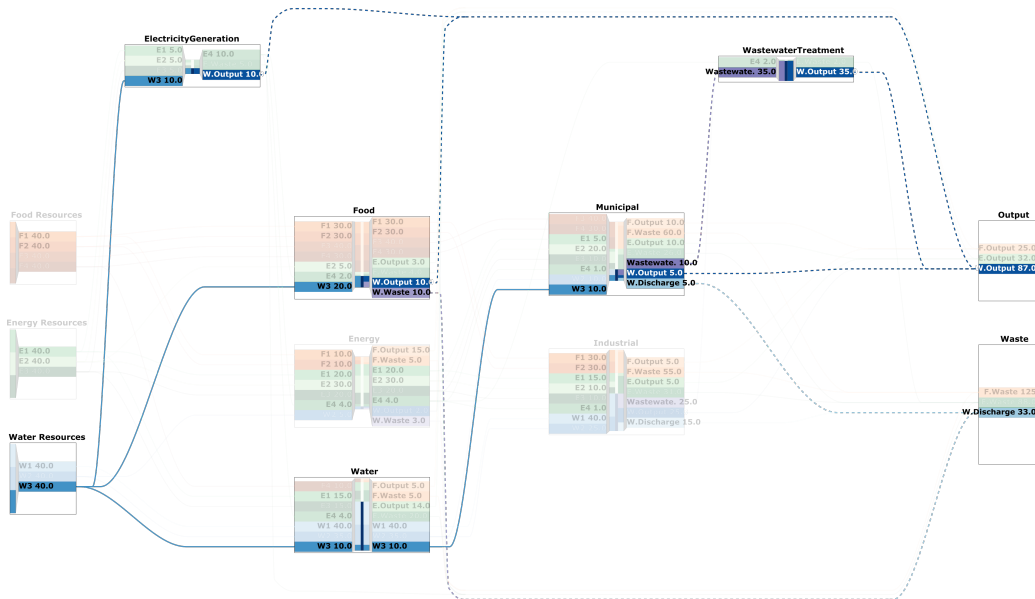 ElectricityGeneration
E1 5.0
E2 5.0
W3 10.0
E4 10.0
W.Output 10.
WastewaterTreatment
E4 2.0
Wastewate. 35.0
W.Output 35.
Food Resources
F1 40.0
F2 40.0
Energy Resources
E1 40.0
E2 40.0
Water Resources
W1 40.0
W3 40.0
Food
F1 30.0
F2 30.0
E2 5.0
E4 2.0
W3 20.0
F1 30.0
F2 30.0
E.Output 3.0
W.Output 10.
W.Waste 10.0
Energy
F1 10.0
F2 10.0
E1 20.0
E2 30.0
E4 4.0
F.Output 15.0
F.Waste 5.0
E1 20.0
E2 30.0
E4 4.0
W.Waste 3.0
Water
E1 15.0
E4 4.0
W1 40.0
W3 10.0
F.Output 5.0
F.Waste 5.0
E.Output 14.0
W1 40.0
W3 10.0
Municipal
E1 5.0
E2 20.0
E4 1.0
W3 10.0
F.Output 10.0
F.Waste 60.0
E.Output 10.0
Wastewate. 10.0
W.Output 5.0
W.Discharge 5.0
Industrial
F1 30.0
F2 30.0
E1 15.0
E2 10.0
E4 1.0
W1 40.0
F.Output 5.0
F.Waste 55.0
E.Output 5.0
Wastewate. 25.0
W.Discharge 15.0
Output
F.Output 25.0
E.Output 32.0
W.Output 87.0
Waste
F.Waste 125
W.Discharge 33.0